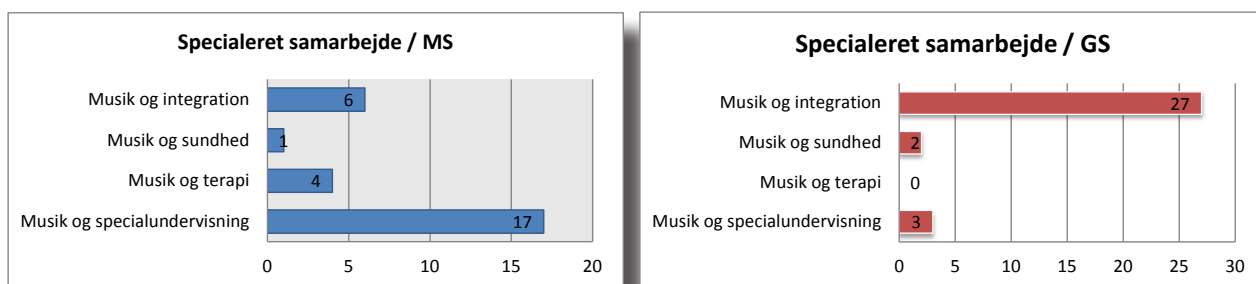 Specialeret samarbejde / MS
Musik og integration 6
Musik og sundhed 1
Musik og terapi 4
Musik og specialundervisning 17
0 5 10 15 20
Specialeret samarbejde / GS
Musik og integration 27
Musik og sundhed 2
Musik og terapi 0
Musik og specialundervisning 3
0 5 10 15 20 25 30